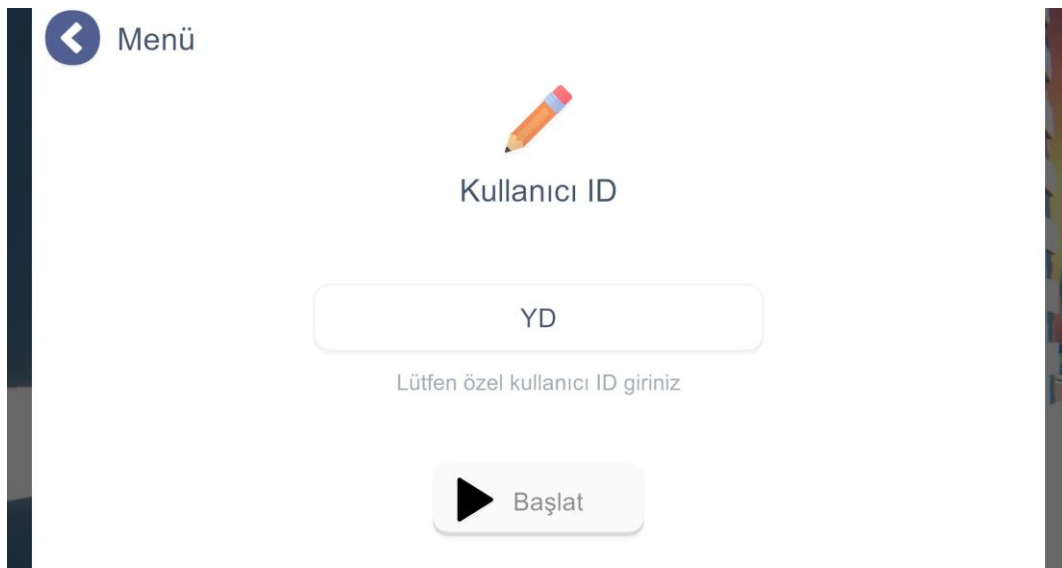 Menü
Kullanıcı ID
YD
Lütfen özel kullanıcı ID giriniz
Başlat